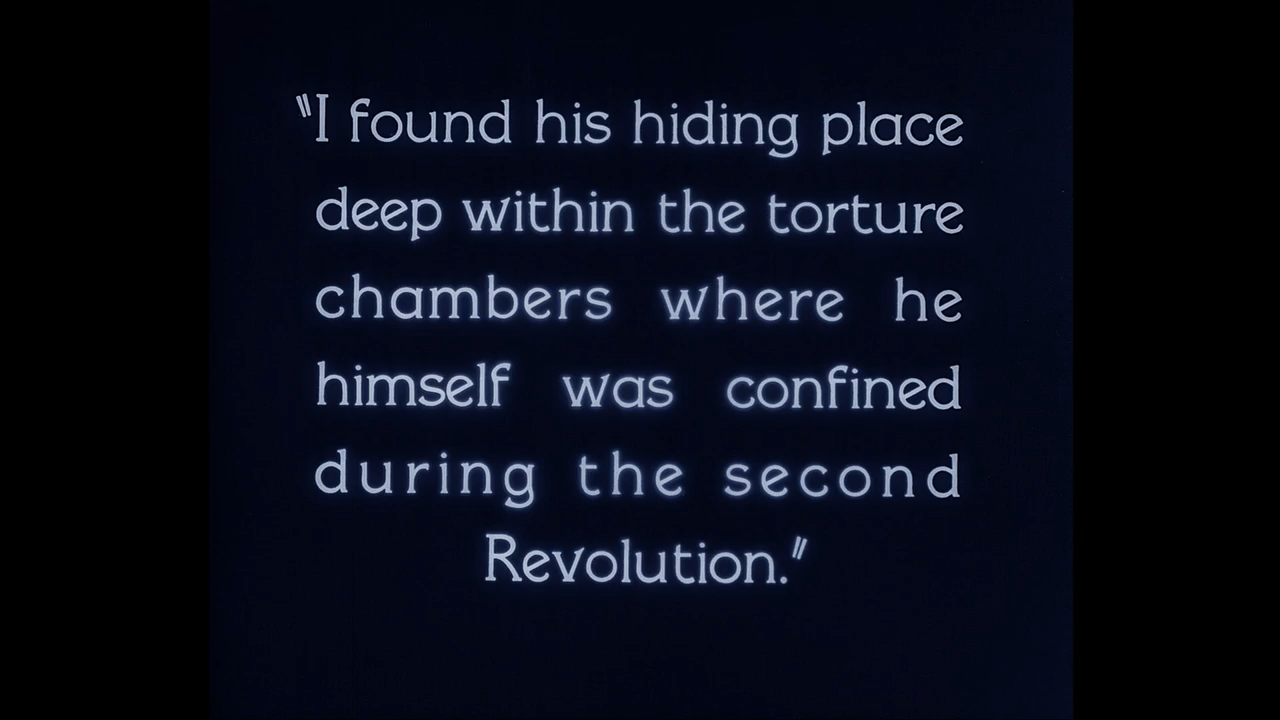 "I found his hiding place
deep within the torture
chambers where he
himself was confined
during the second
Revolution."